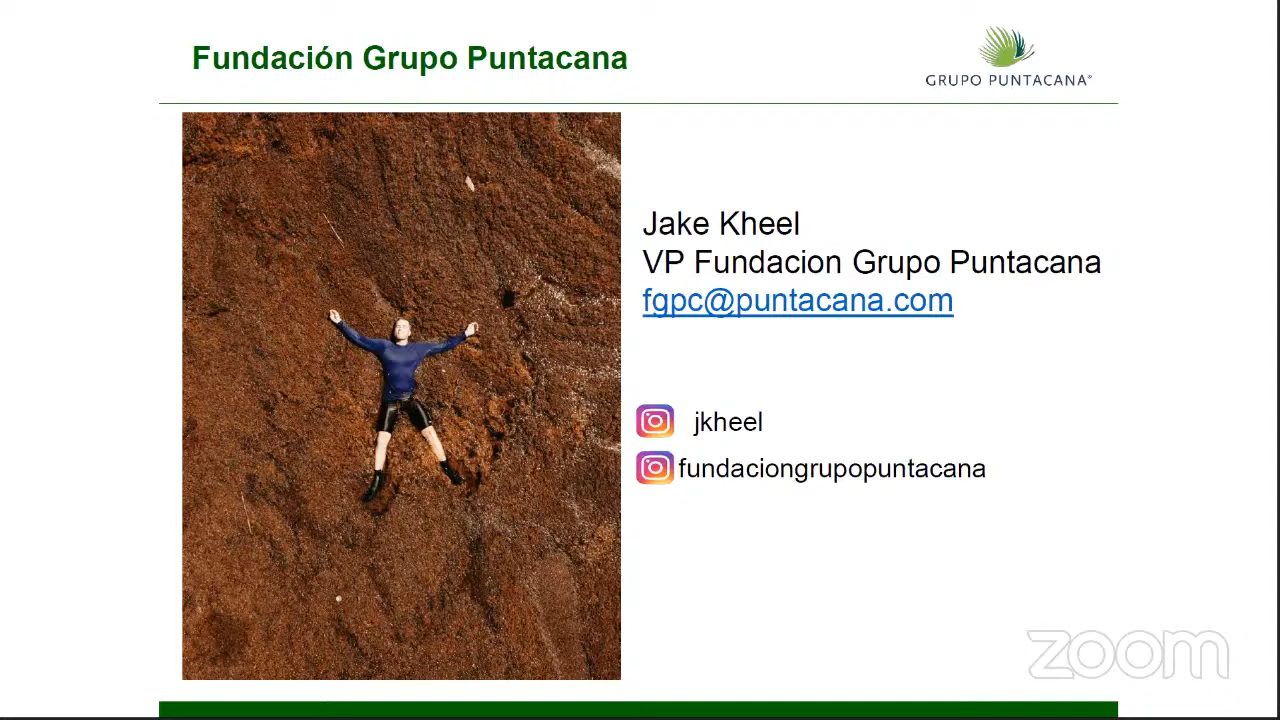 Fundación Grupo Puntacana
GRUPO PUNTACANA®
Jake Kheel
VP Fundacion Grupo Puntacana
fgpc@puntacana.com
jkheel
fundaciongrupopuntacana
zoom